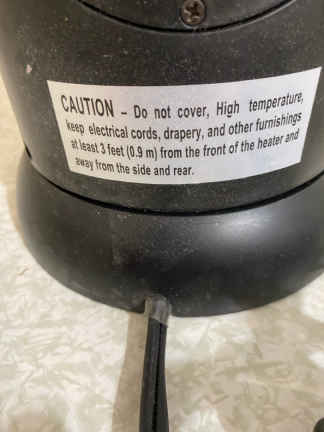 CAUTION - Do not cover, High temperature,
keep electrical cords, drapery, and other furnishings
at least 3 feet (0.9 m) from the front of the heater and
away from the side and rear.